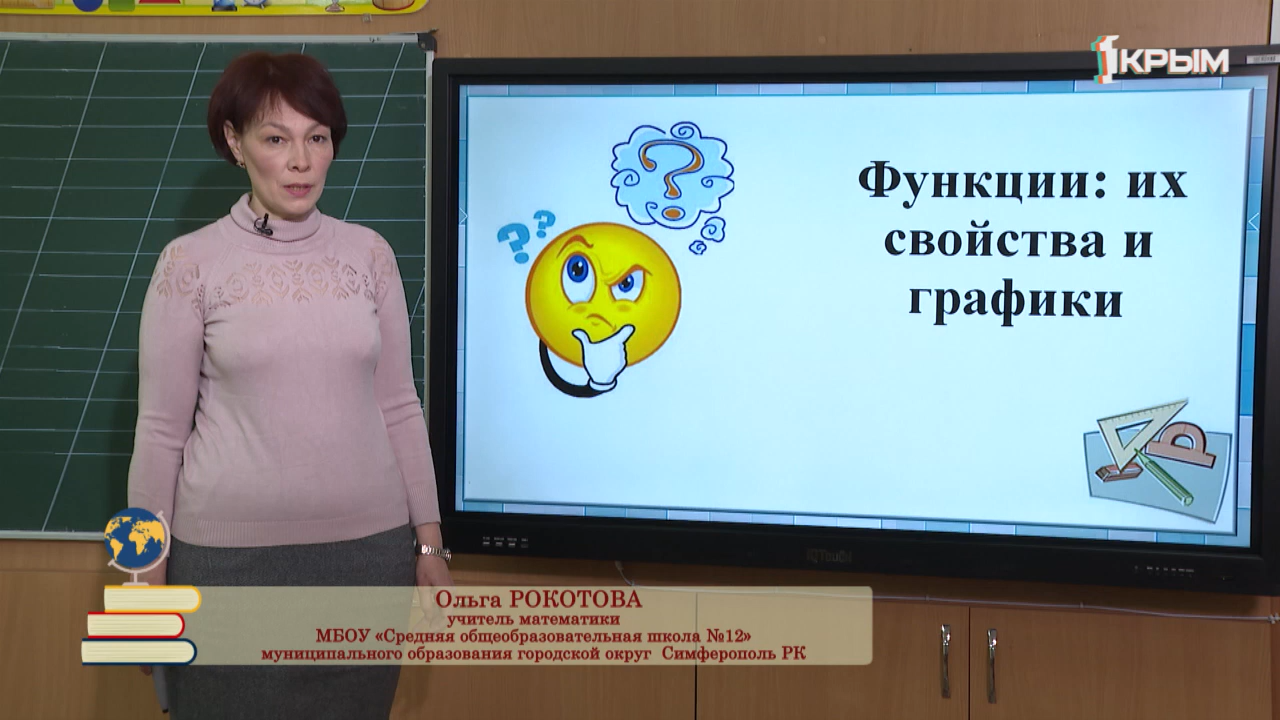 1КРЫМ
Функции: их
свойства и
графики
? ? ?
Ольга РОКОТОВА
учитель математики
МБОУ «Средняя общеобразовательная школа №12»
муниципального образования городской округ Симферополь РК